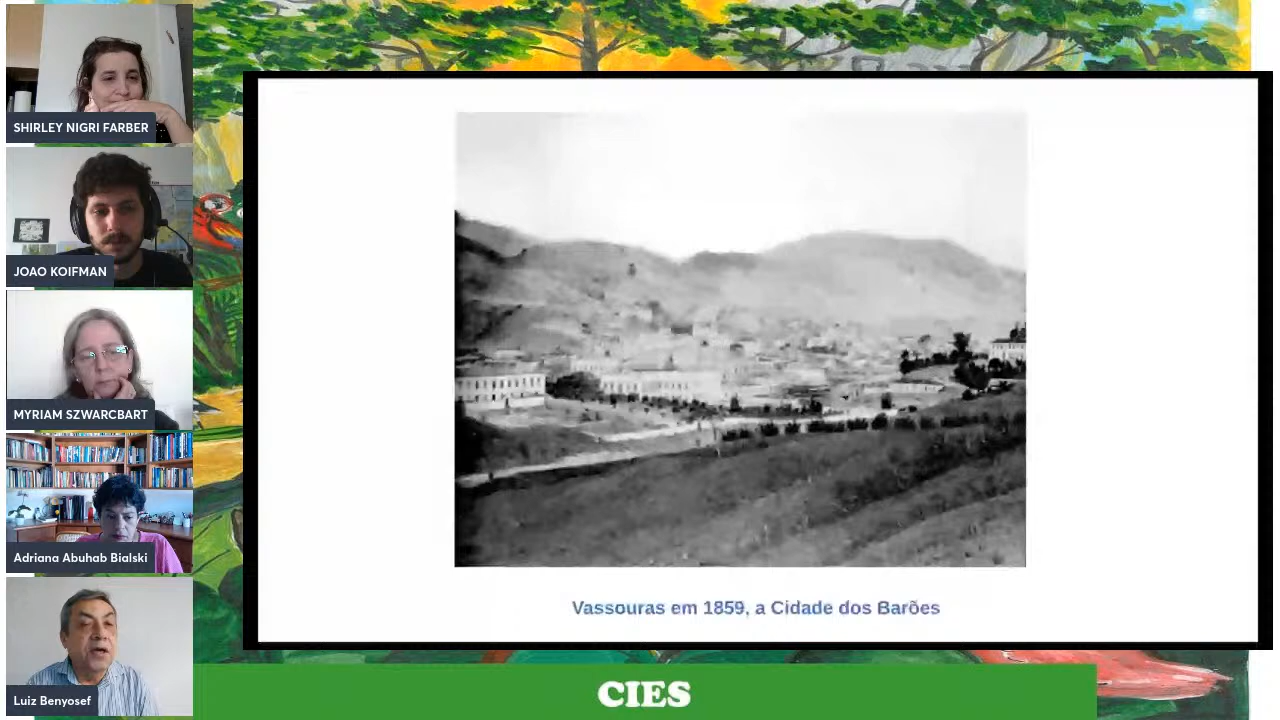 SHIRLEY NIGRI FARBER
JOAO KOIFMAN
MYRIAM SZWARCBART
Adriana Abuhab Bialski
Luiz Benyosef
Vassouras em 1859, a Cidade dos Barões
CIES